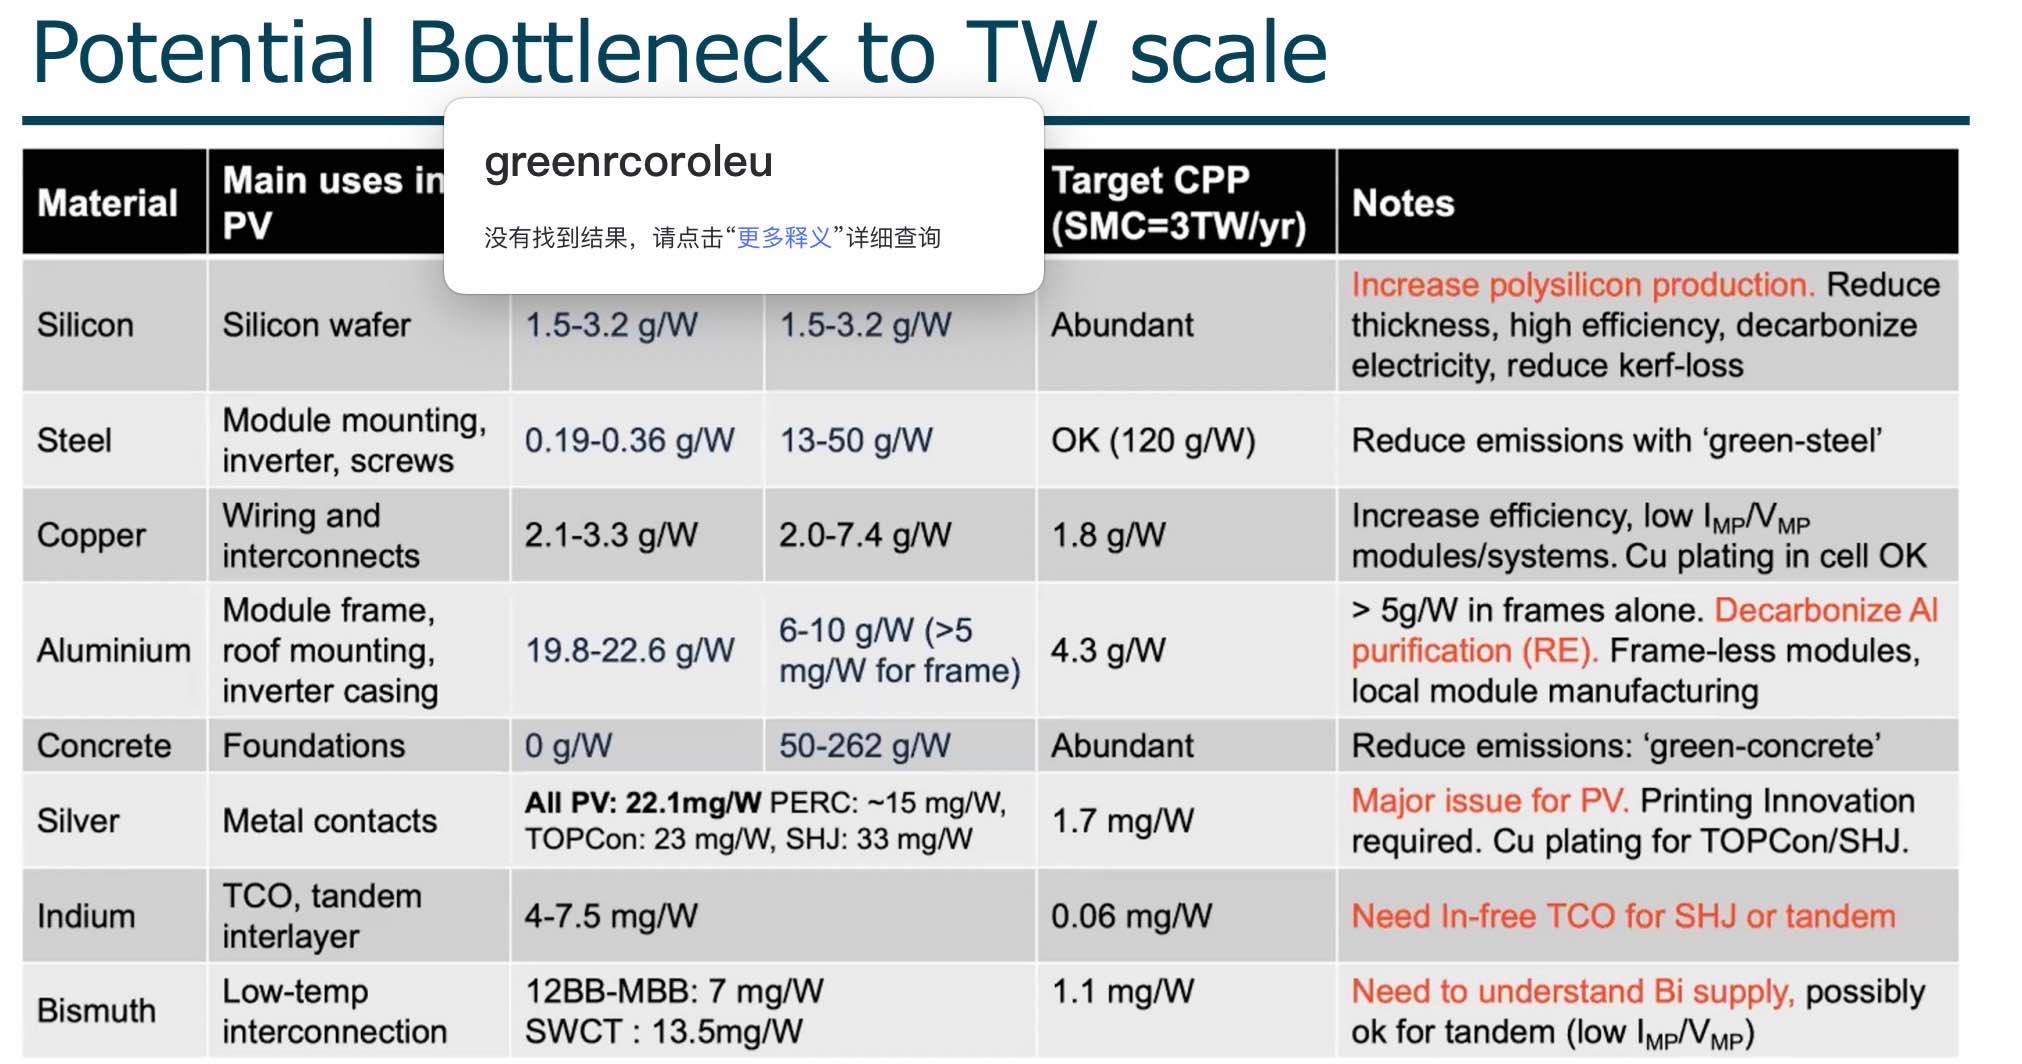 Potential Bottleneck to TW scale
greenrcoroleu
没有找到结果，请点击“更多释义”详细查询
Material
Main uses in
PV
Target CPP
(SMC=3TW/yr)
Notes
Silicon
Silicon wafer
1.5-3.2 g/W
1.5-3.2 g/W
Abundant
Increase polysilicon production. Reduce
thickness, high efficiency, decarbonize
electricity, reduce kerf-loss
Steel
Module mounting,
inverter, screws
0.19-0.36 g/W
13-50 g/W
OK (120 g/W)
Reduce emissions with ‘green-steel’
Copper
Wiring and
interconnects
2.1-3.3 g/W
2.0-7.4 g/W
1.8 g/W
Increase efficiency, low IMP/VMP
modules/systems. Cu plating in cell OK
Aluminium
Module frame,
roof mounting,
inverter casing
19.8-22.6 g/W
6-10 g/W (>5
mg/W for frame)
4.3 g/W
> 5g/W in frames alone. Decarbonize Al
purification (RE). Frame-less modules,
local module manufacturing
Concrete
Foundations
0 g/W
50-262 g/W
Abundant
Reduce emissions: ‘green-concrete’
Silver
Metal contacts
All PV: 22.1mg/W PERC: ~15 mg/W,
TOPCon: 23 mg/W, SHJ: 33 mg/W
1.7 mg/W
Major issue for PV. Printing Innovation
required. Cu plating for TOPCon/SHJ.
Indium
TCO, tandem
interlayer
4-7.5 mg/W
0.06 mg/W
Need In-free TCO for SHJ or tandem
Bismuth
Low-temp
interconnection
12BB-MBB: 7 mg/W
SWCT : 13.5mg/W
1.1 mg/W
Need to understand Bi supply, possibly
ok for tandem (low IMP/VMP)